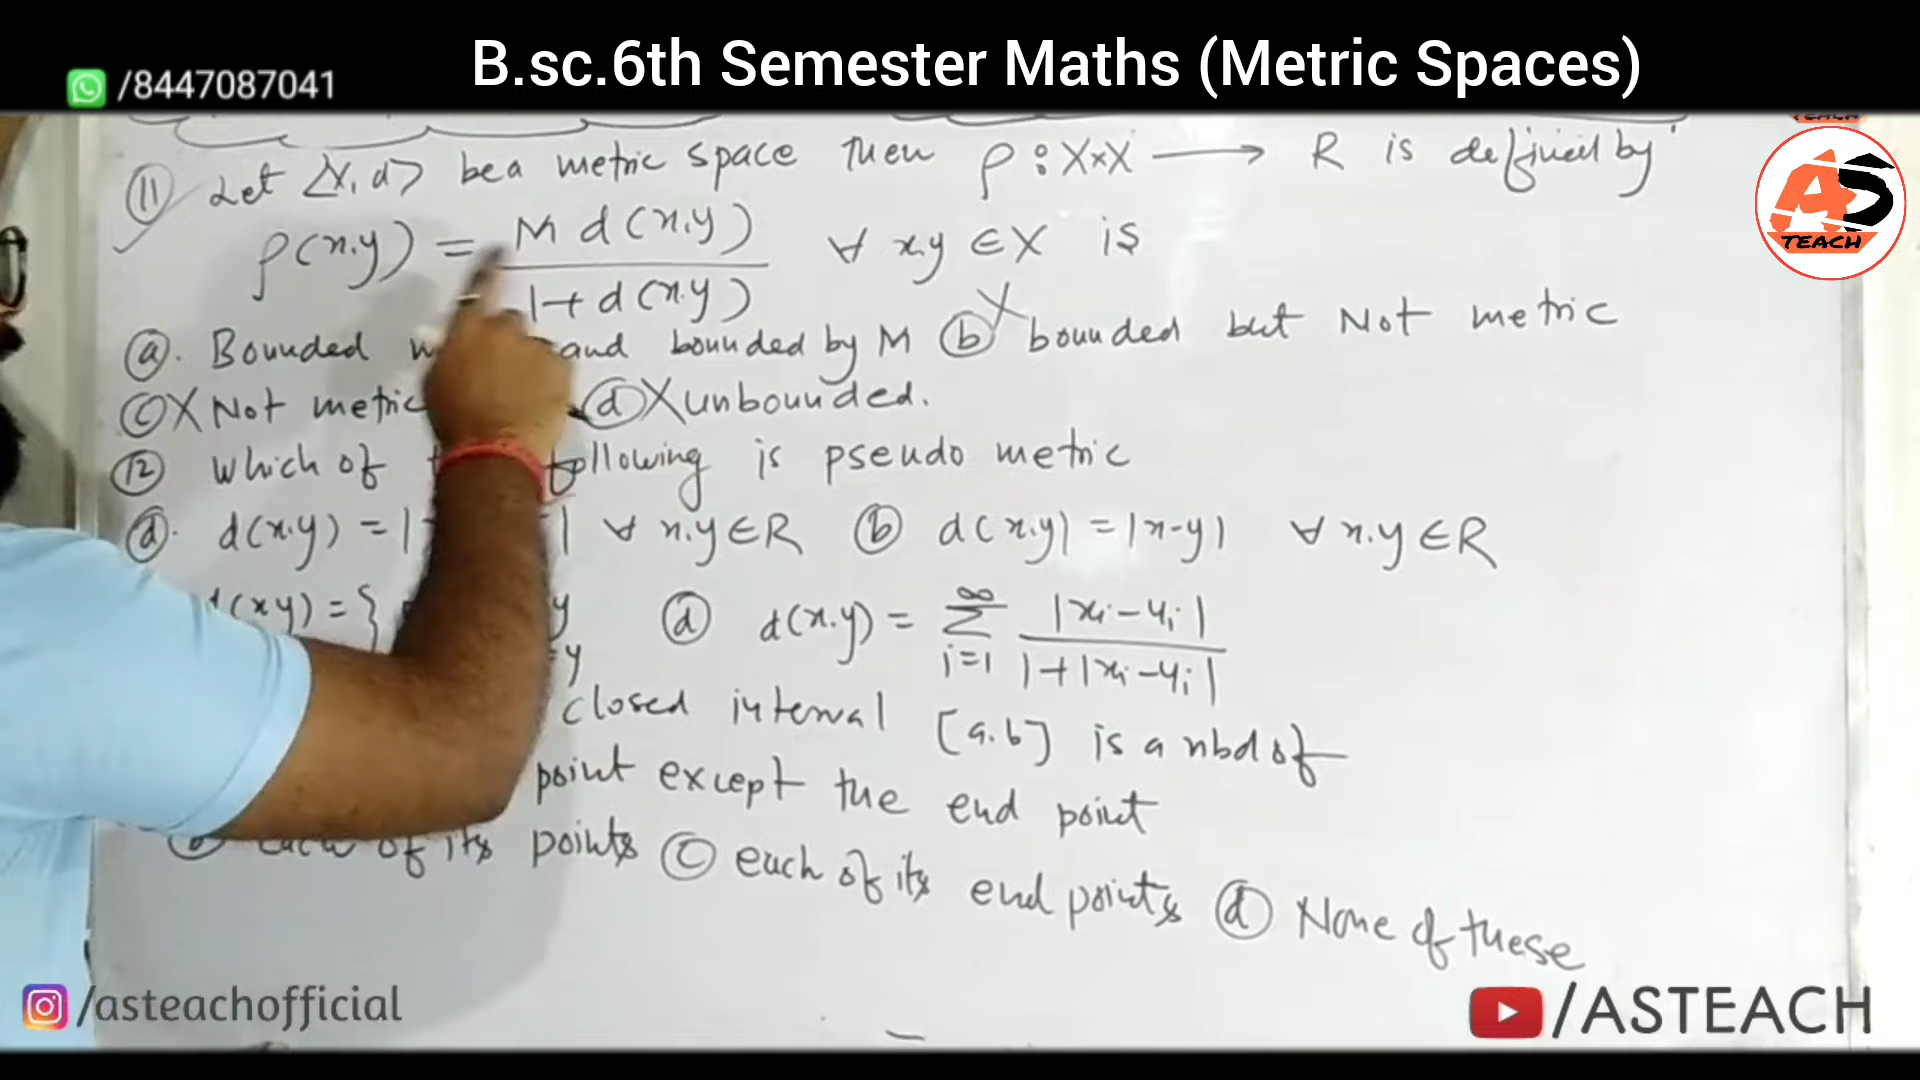 B.sc.6th Semester Maths (Metric Spaces)
/8447087041
AS
TEACH
(11) Let <X, d> be a metric space then ρ : X×X ⟶ R is defined by
ρ(x.y) = M d(x.y) / 1+d(x.y) ∀ x.y ∈ X is
(a). Bounded and bounded by M (b) X bounded but Not metric
(c) X Not metric (d) X unbounded.
(12) which of following is pseudo metric
(a). d(x.y) = | | ∀ x.y ∈ R (b) d(x.y) = |x-y| ∀ x.y ∈ R
d(x y) = { y (d) d(x.y) = ∞ Σ i=1 |xi - yi| / 1+|xi - yi|
= y
closed interval [a.b] is a nbd of
point except the end point
(b) each of its points (c) each of its end points (d) None of these
/asteachofficial
/ASTEACH